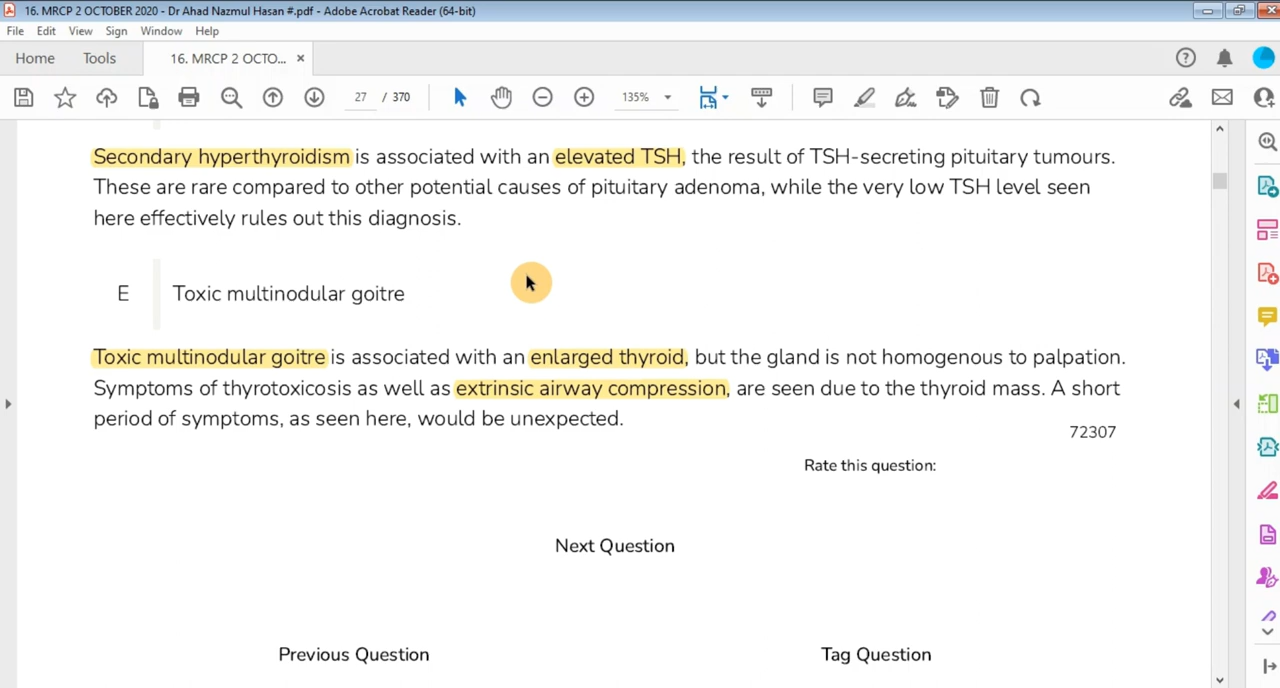 16. MRCP 2 OCTOBER 2020 - Dr Ahad Nazmul Hasan #.pdf - Adobe Acrobat Reader (64-bit)
File Edit View Sign Window Help
Home Tools 16. MRCP 2 OCTO... ×
27 / 370 135%
Secondary hyperthyroidism is associated with an elevated TSH, the result of TSH-secreting pituitary tumours.
These are rare compared to other potential causes of pituitary adenoma, while the very low TSH level seen
here effectively rules out this diagnosis.
E Toxic multinodular goitre
Toxic multinodular goitre is associated with an enlarged thyroid, but the gland is not homogenous to palpation.
Symptoms of thyrotoxicosis as well as extrinsic airway compression, are seen due to the thyroid mass. A short
period of symptoms, as seen here, would be unexpected.
72307
Rate this question:
Next Question
Previous Question Tag Question